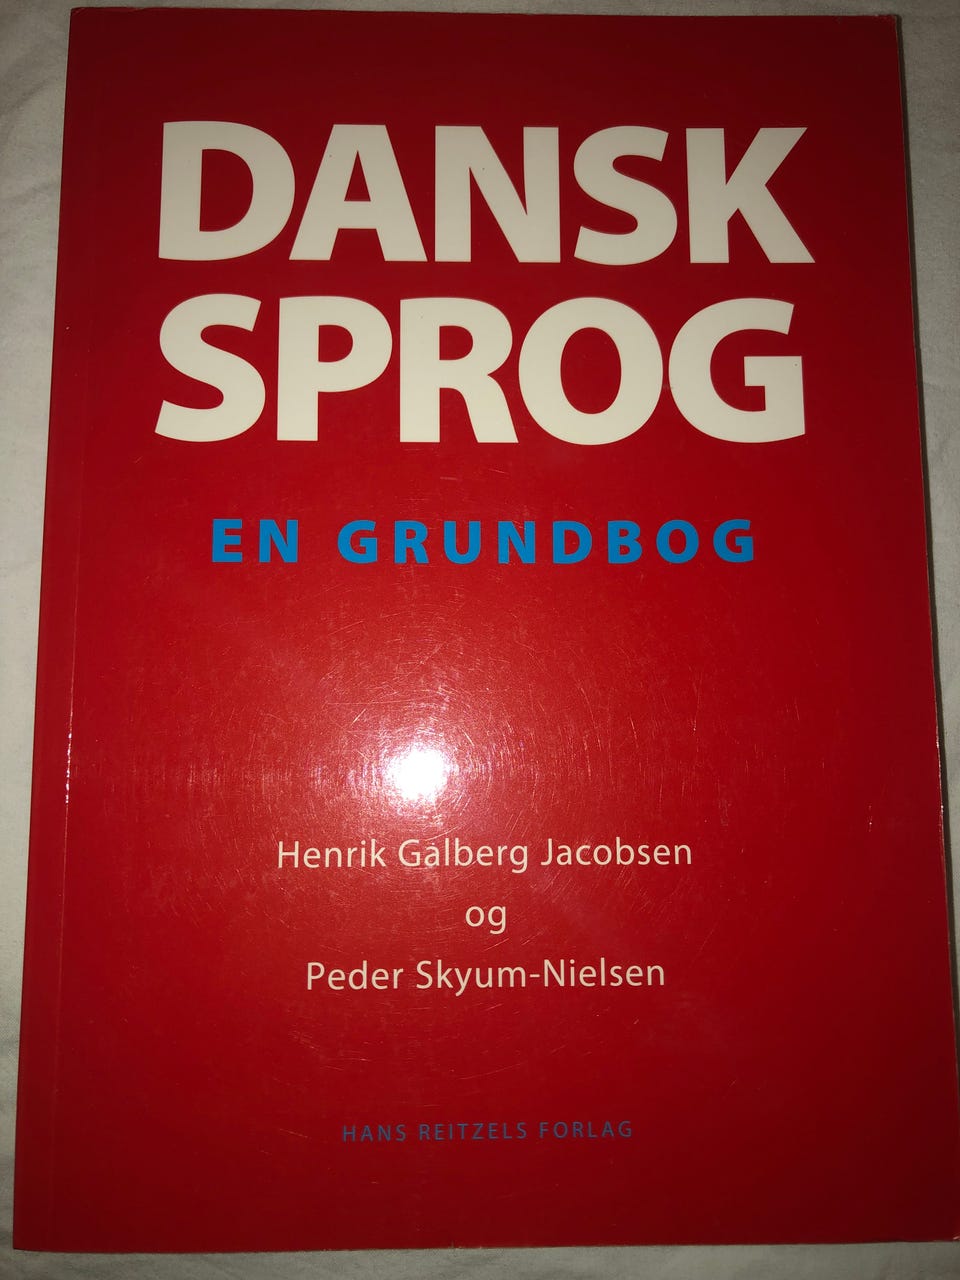 DANSK
SPROG
EN GRUNDBOG
Henrik Galberg Jacobsen
og
Peder Skyum-Nielsen
HANS REITZELS FORLAG